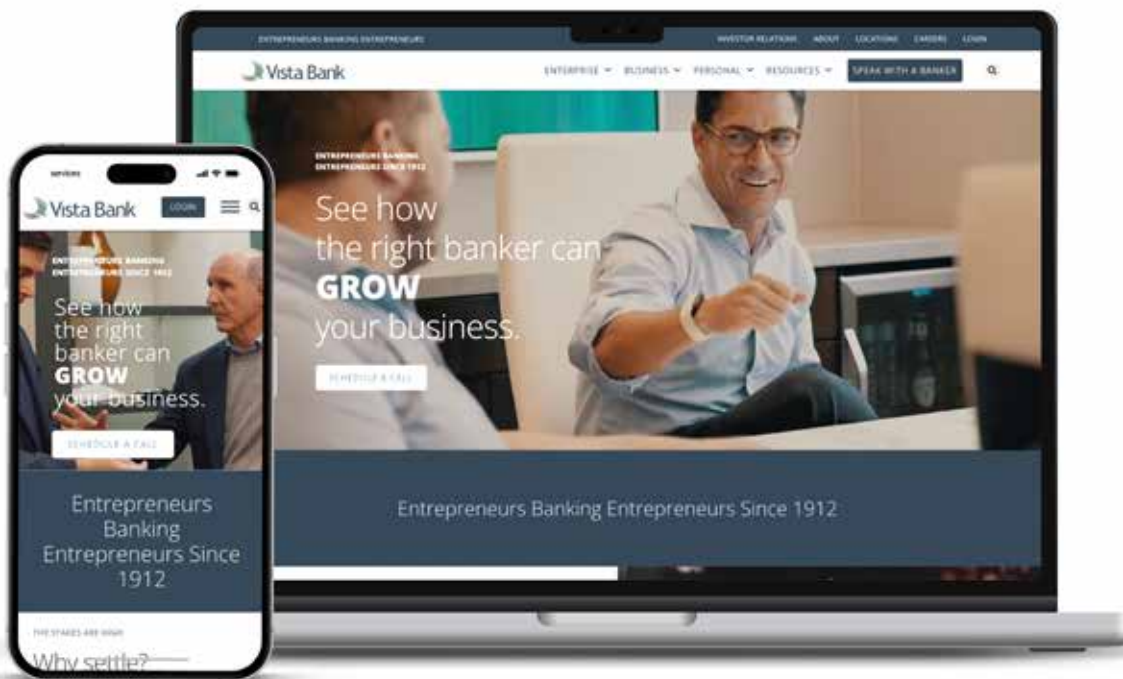 ENTREPRENEURS BANKING ENTREPRENEURS
INVESTOR RELATIONS ABOUT LOCATIONS CAREERS LOGIN
Vista Bank
ENTERPRISE BUSINESS PERSONAL RESOURCES SPEAK WITH A BANKER
ENTREPRENEURS BANKING
ENTREPRENEURS SINCE 1912
See how
the right banker can
GROW
your business.
SCHEDULE A CALL
Entrepreneurs Banking Entrepreneurs Since 1912
services
Vista Bank LOGIN
ENTREPRENEURS BANKING
ENTREPRENEURS SINCE 1912
See how
the right
banker can
GROW
your business.
SCHEDULE A CALL
Entrepreneurs
Banking
Entrepreneurs Since
1912
THE STAKES ARE HIGH
Why settle?